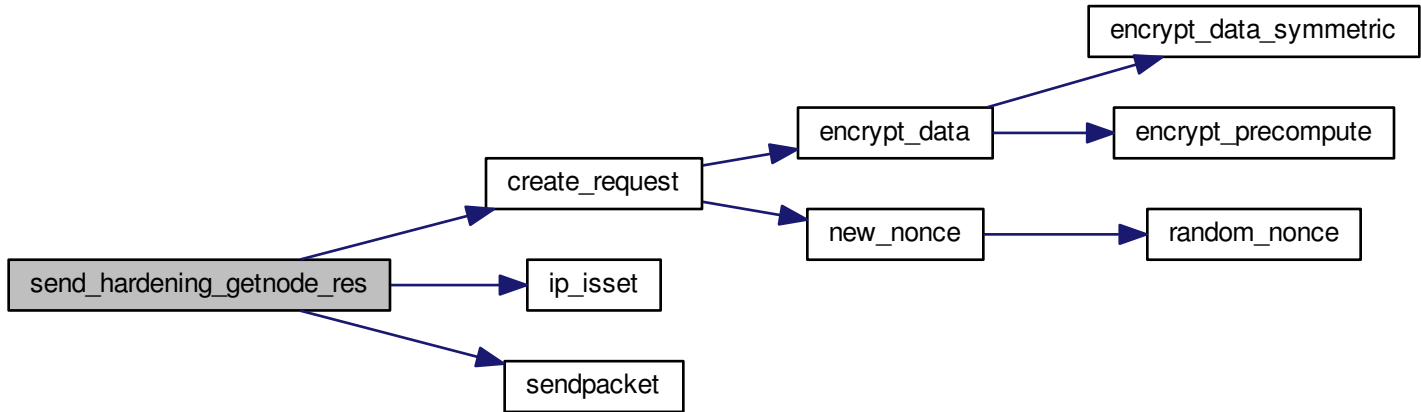 encrypt_data_symmetric
encrypt_data
encrypt_precompute
create_request
new_nonce
random_nonce
send_hardening_getnode_res
ip_isset
sendpacket